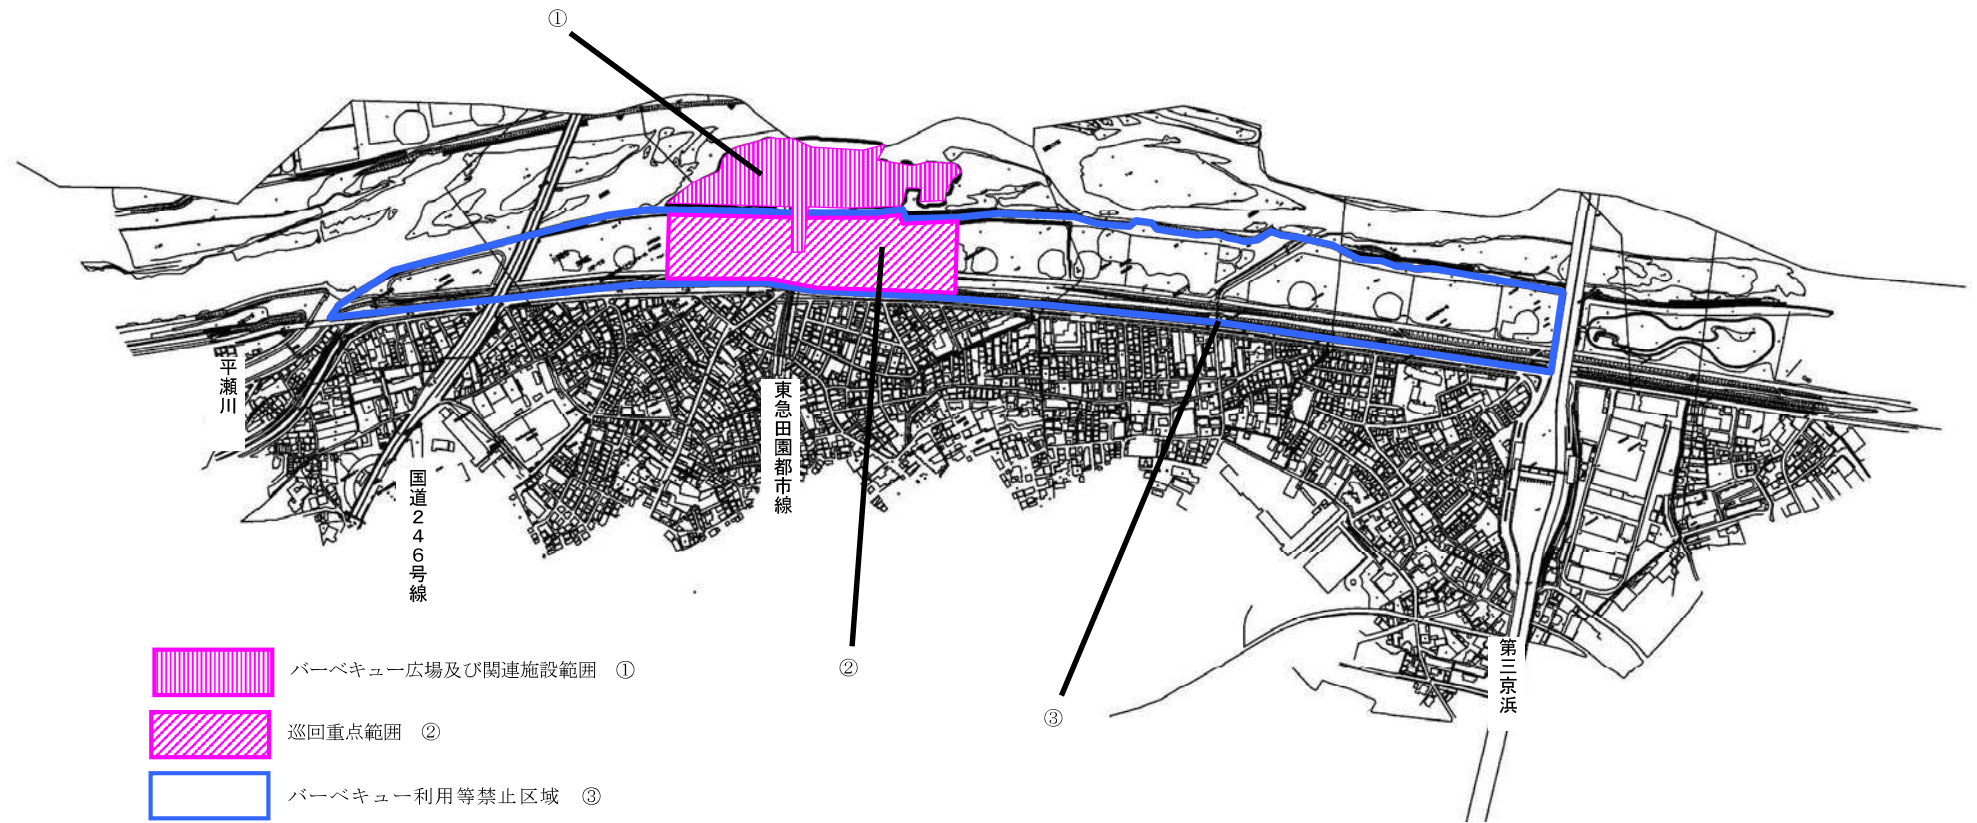 ①
平瀬川
国道２４６号線
東急田園都市線
②
③
第三京浜
バーベキュー広場及び関連施設範囲　①
巡回重点範囲　②
バーベキュー利用等禁止区域　③